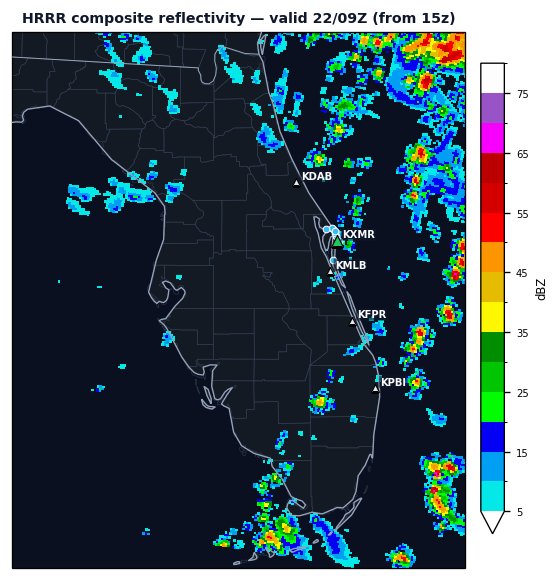 HRRR composite reflectivity — valid 22/09Z (from 15z)
KDAB
KXMR
KMLB
KFPR
KPBI
75
65
55
45
35
25
15
5
dBZ